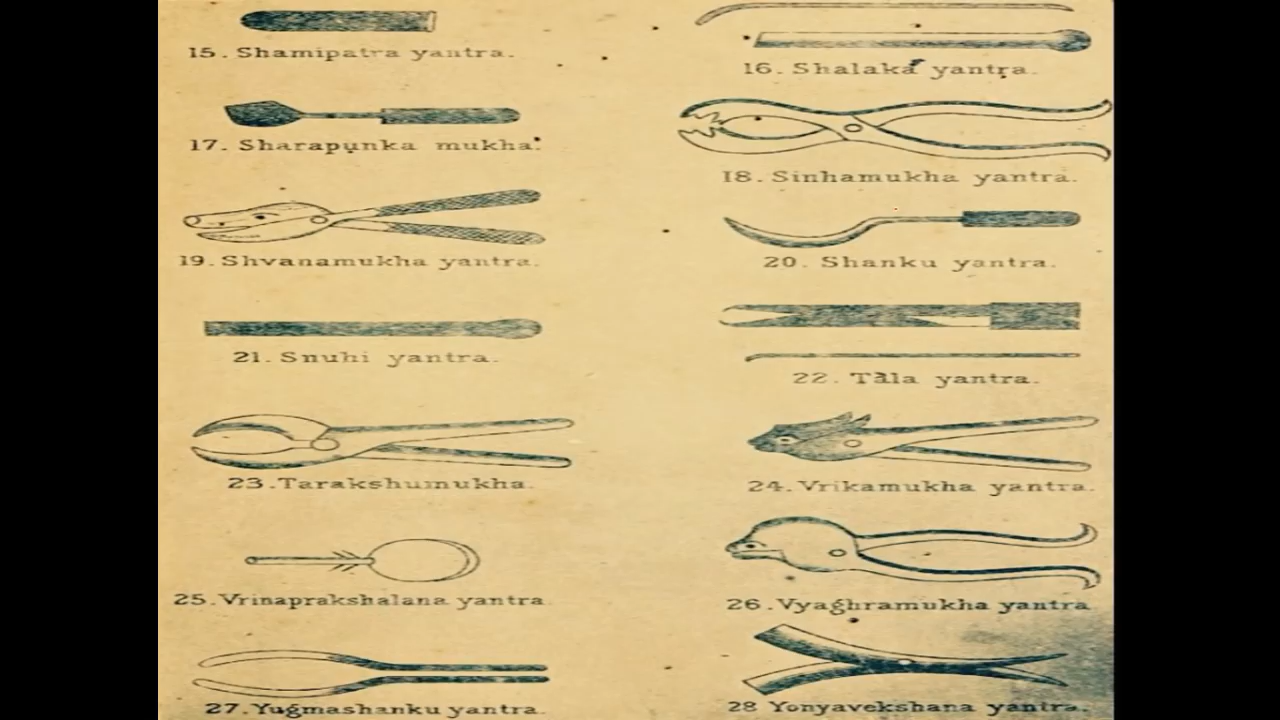 15. Shamipatra yantra.
16. Shalaka yantra.
17. Sharapunka mukha.
18. Sinhamukha yantra.
19. Shvanamukha yantra.
20. Shanku yantra.
21. Snuhi yantra.
22. Tàla yantra.
23. Tarakshumukha.
24. Vrikamukha yantra.
25. Vrinaprakshalana yantra.
26. Vyaghramukha yantra
27. Yugmashanku yantra.
28 Yonyavekshana yantra.